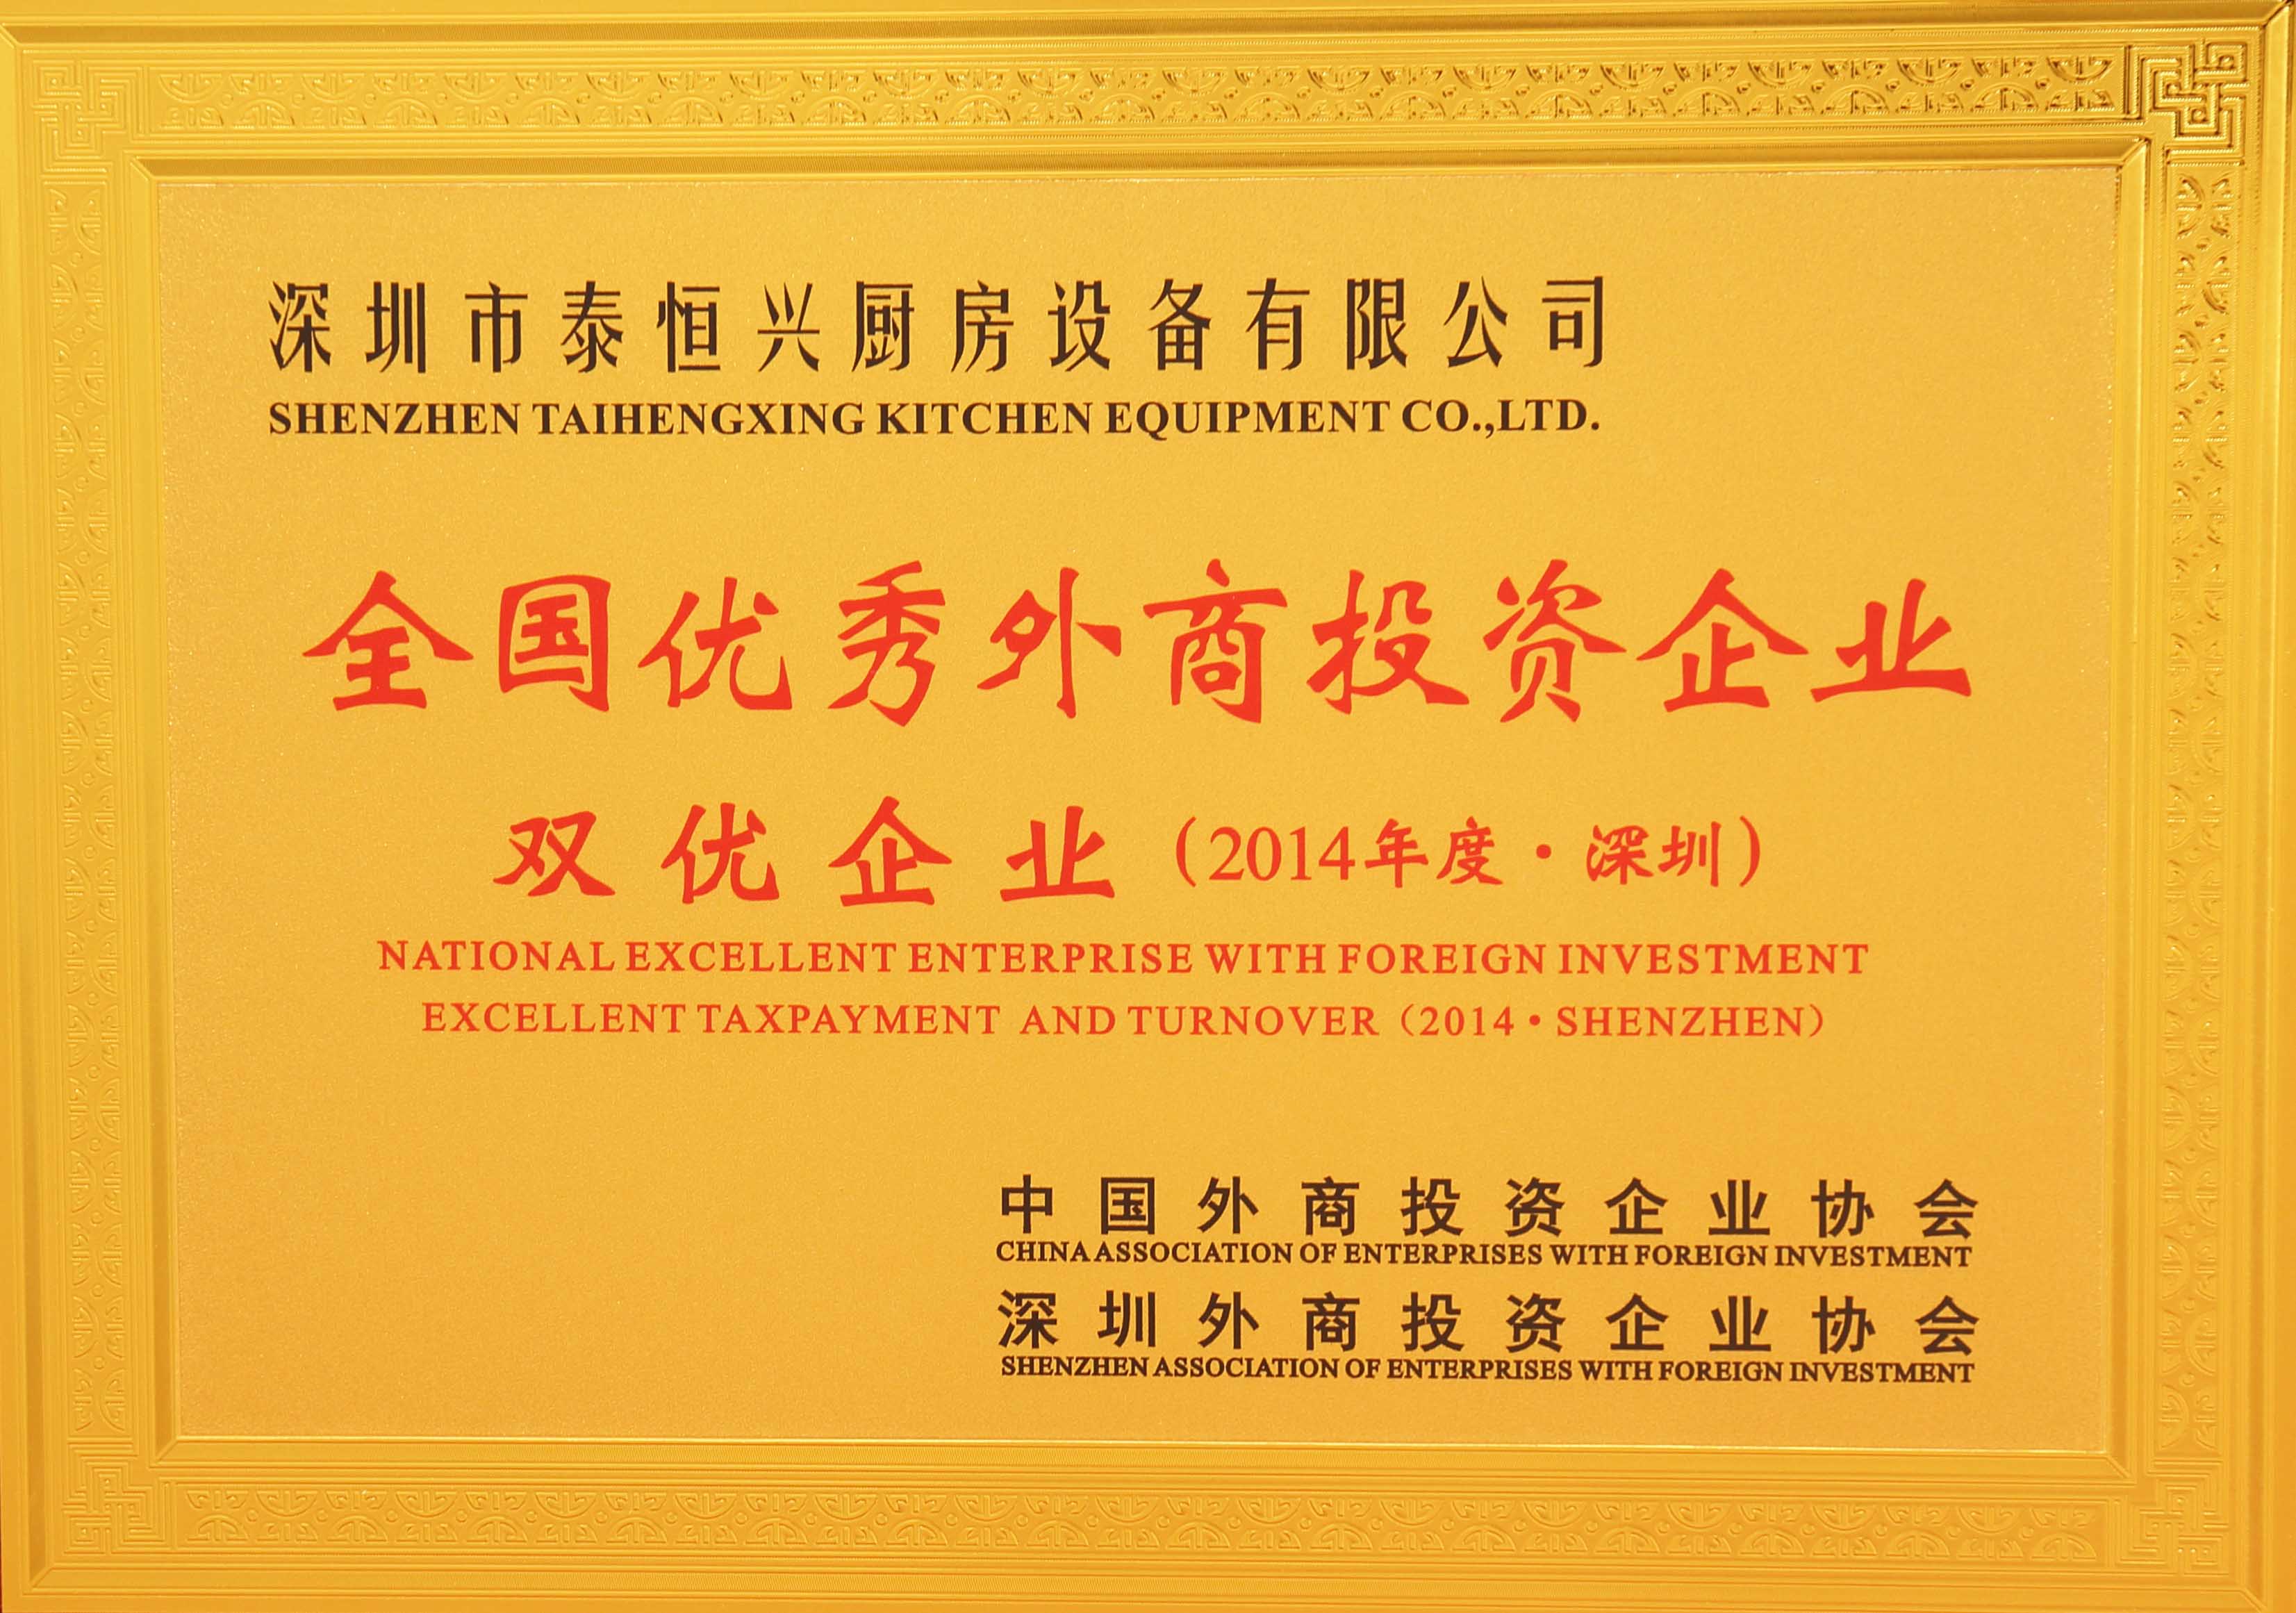 深圳市泰恒兴厨房设备有限公司
SHENZHEN TAIHENGXING KITCHEN EQUIPMENT CO.,LTD.
全国优秀外商投资企业
双优企业(2014年度·深圳)
NATIONAL EXCELLENT ENTERPRISE WITH FOREIGN INVESTMENT
EXCELLENT TAXPAYMENT AND TURNOVER(2014·SHENZHEN)
中国外商投资企业协会
CHINA ASSOCIATION OF ENTERPRISES WITH FOREIGN INVESTMENT
深圳外商投资企业协会
SHENZHEN ASSOCIATION OF ENTERPRISES WITH FOREIGN INVESTMENT